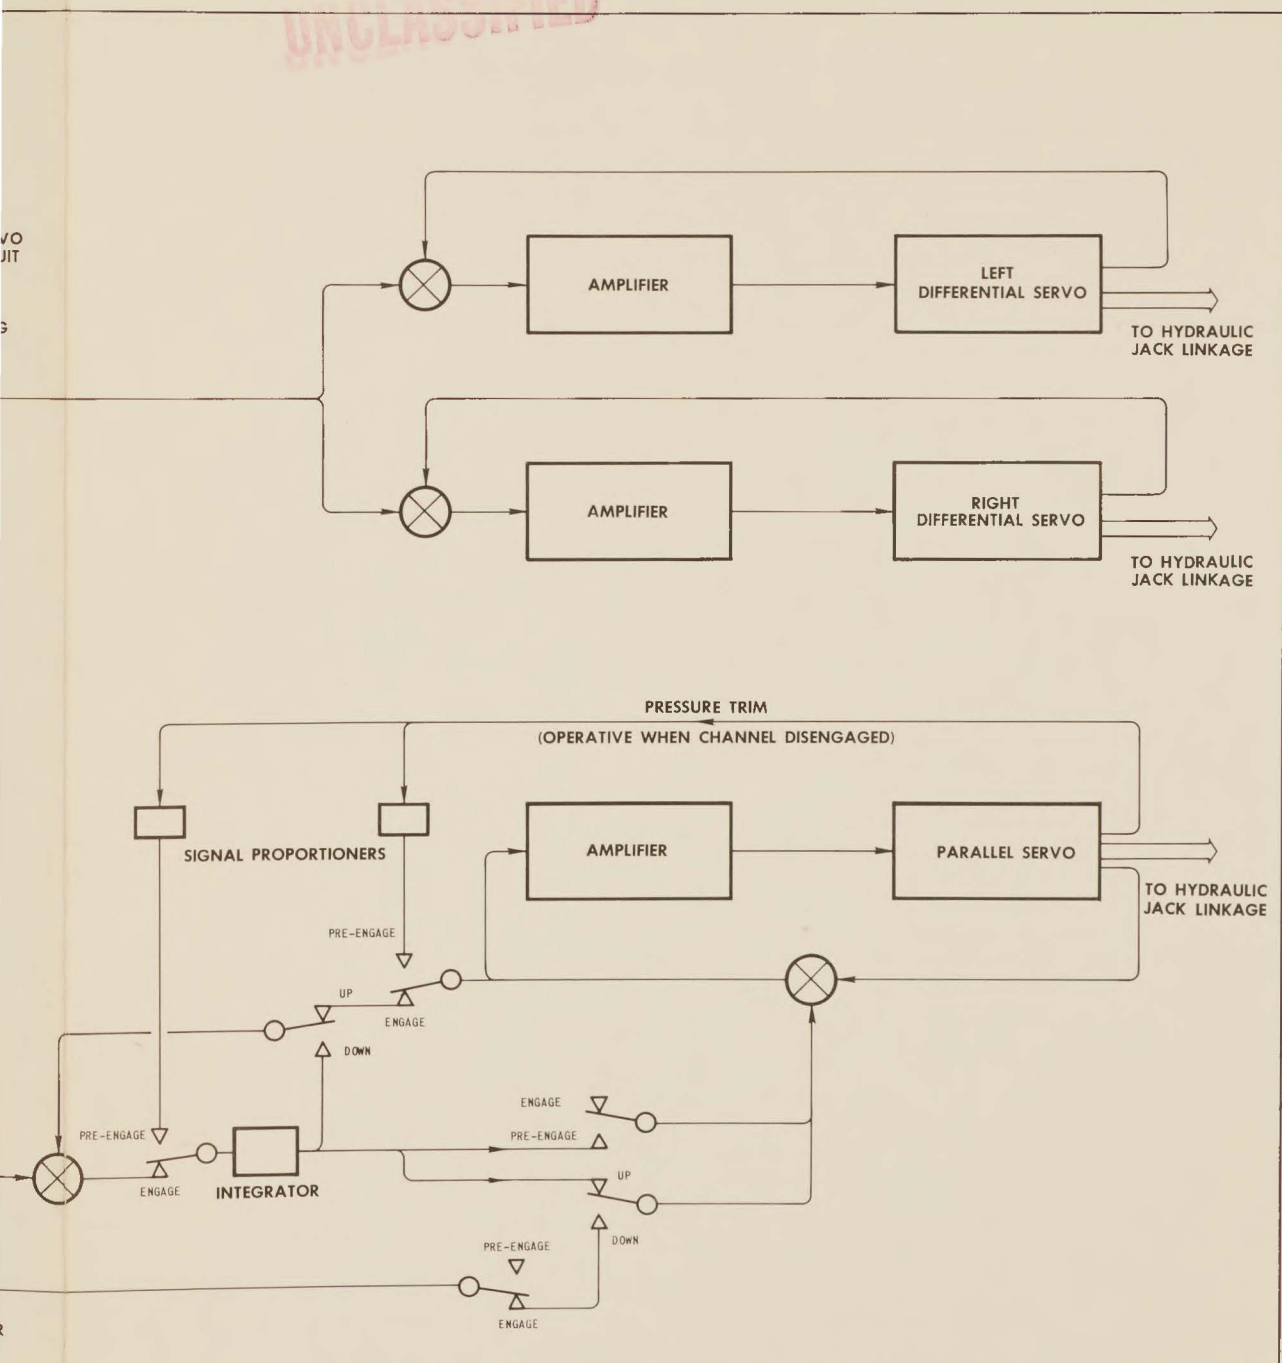 UNCLASSIFIED
LEFT
DIFFERENTIAL SERVO
AMPLIFIER
TO HYDRAULIC
JACK LINKAGE
RIGHT
DIFFERENTIAL SERVO
AMPLIFIER
TO HYDRAULIC
JACK LINKAGE
PRESSURE TRIM
(OPERATIVE WHEN CHANNEL DISENGAGED)
SIGNAL PROPORTIONERS
AMPLIFIER
PARALLEL SERVO
TO HYDRAULIC
JACK LINKAGE
PRE-ENGAGE
UP
ENGAGE
DOWN
ENGAGE
PRE-ENGAGE
PRE-ENGAGE
ENGAGE
INTEGRATOR
UP
DOWN
PRE-ENGAGE
ENGAGE